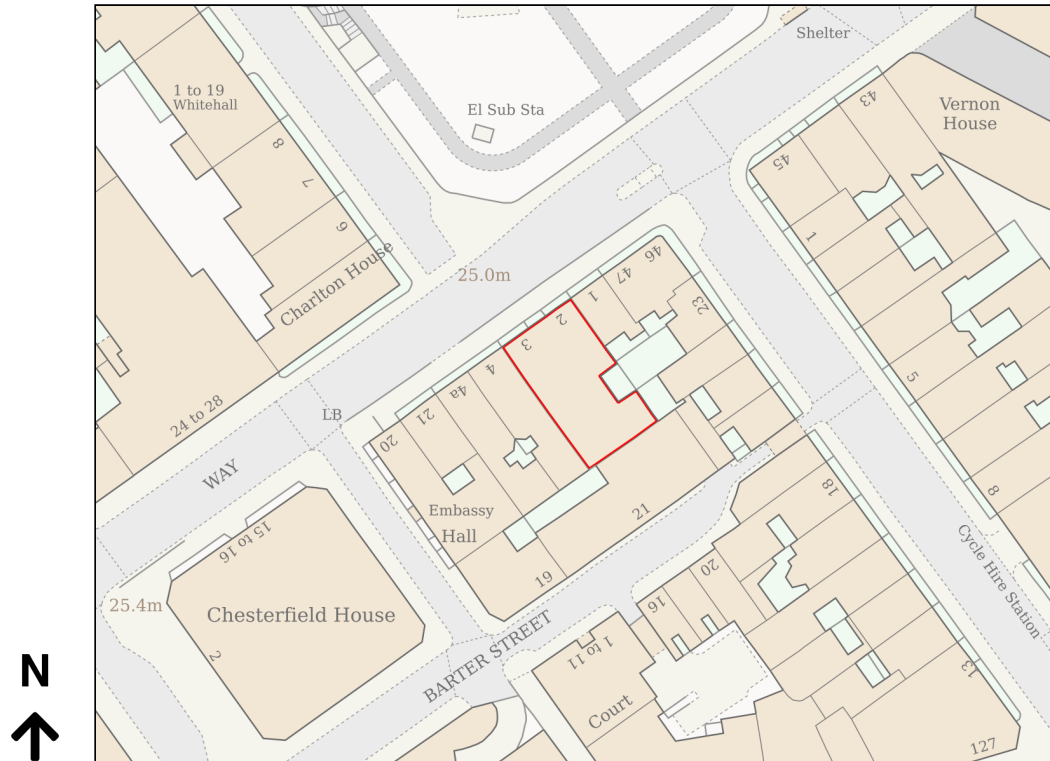 Shelter
1 to 19
Whitehall
El Sub Sta
Vernon
House
43
45
8
7
6
1
Charlton House
25.0m
46
47
1
2
3
4
4a
21
20
23
5
8
24 to 28
LB
WAY
Embassy
Hall
21
19
18
15 to 16
Chesterfield House
2
25.4m
20
16
1 to 11
BARTER STREET
Court
Cycle Hire Station
13
127
N